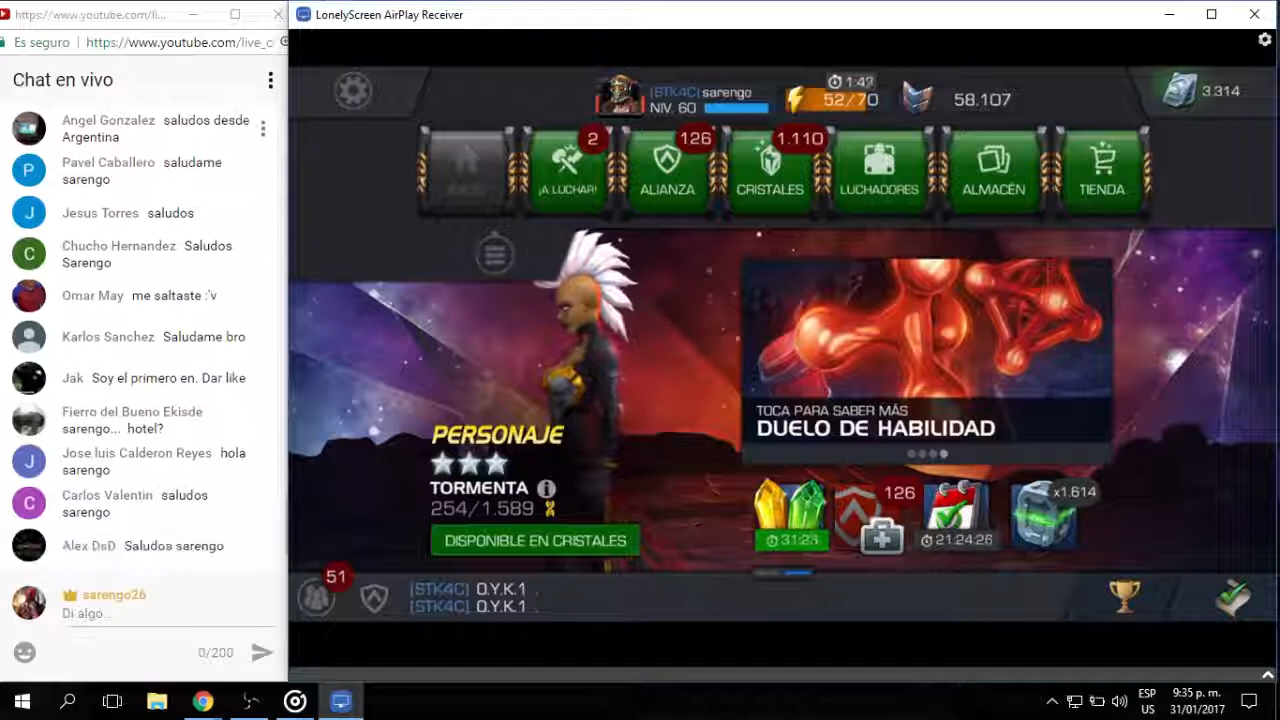 https://www.youtube.com/li...
Es seguro
https://www.youtube.com/live_c
Chat en vivo
Angel Gonzalez saludos desde
Argentina
P
Pavel Caballero saludame
sarengo
J
Jesus Torres saludos
C
Chucho Hernandez Saludos
Sarengo
Omar May me saltaste :'v
Karlos Sanchez Saludame bro
Jak Soy el primero en. Dar like
Fierro del Bueno Ekisde
sarengo... hotel?
J
Jose luis Calderon Reyes hola
sarengo
C
Carlos Valentin saludos
sarengo
Alex DsD Saludos sarengo
sarengo26
Di algo...
0/200
LonelyScreen AirPlay Receiver
[STK4C] sarengo
NIV. 60
1:42
52/70
58.107
3.314
2
¡A LUCHAR!
126
ALIANZA
1.110
CRISTALES
LUCHADORES
ALMACÉN
TIENDA
PERSONAJE
TORMENTA
254/1.589
DISPONIBLE EN CRISTALES
TOCA PARA SABER MÁS
DUELO DE HABILIDAD
31:23
126
21:24:26
x1.614
51
[STK4C] O.Y.K.1
[STK4C] O.Y.K.1
ESP
US
9:35 p. m.
31/01/2017